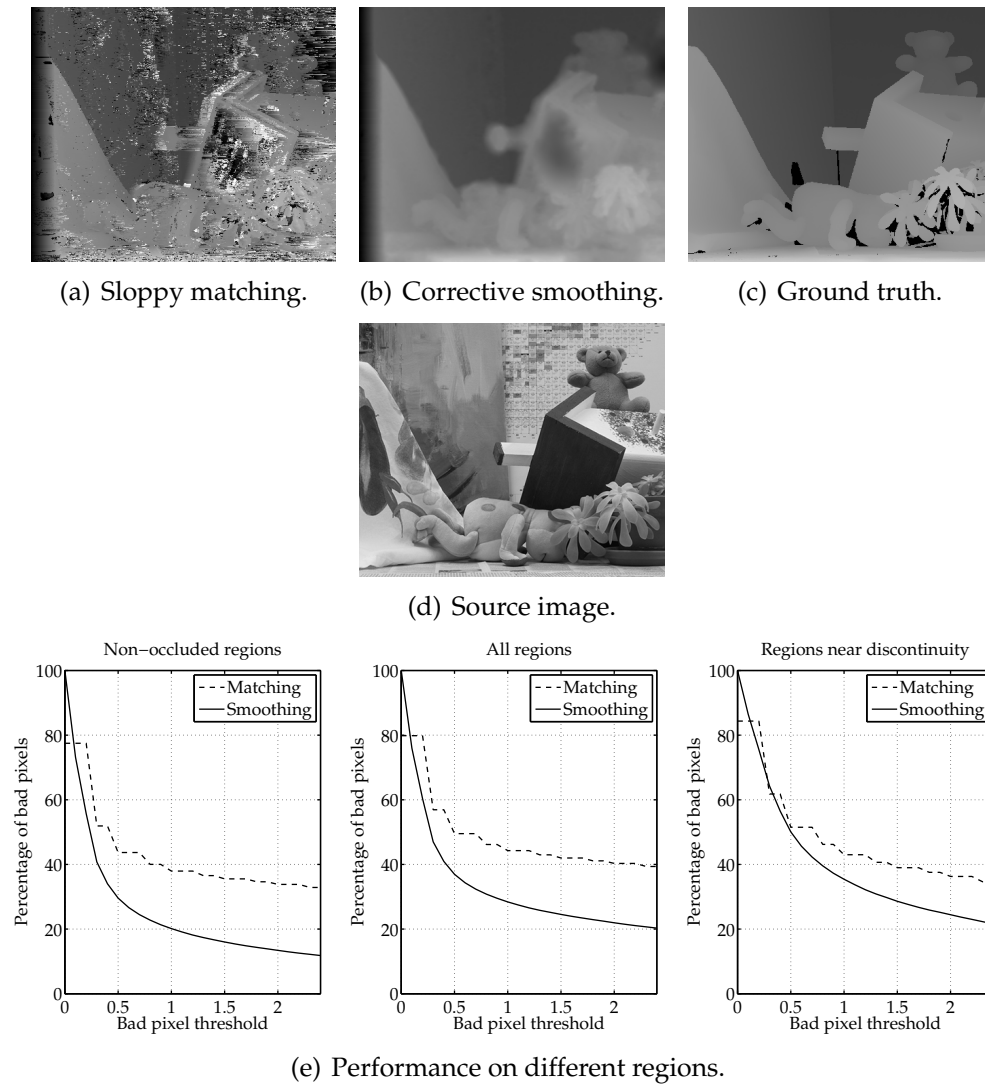 (a) Sloppy matching.
(b) Corrective smoothing.
(c) Ground truth.
(d) Source image.
Non−occluded regions
100
80
60
40
20
0
0 0.5 1 1.5 2
Percentage of bad pixels
Bad pixel threshold
Matching
Smoothing
All regions
100
80
60
40
20
0
0 0.5 1 1.5 2
Percentage of bad pixels
Bad pixel threshold
Matching
Smoothing
Regions near discontinuity
100
80
60
40
20
0
0 0.5 1 1.5 2
Percentage of bad pixels
Bad pixel threshold
Matching
Smoothing
(e) Performance on different regions.